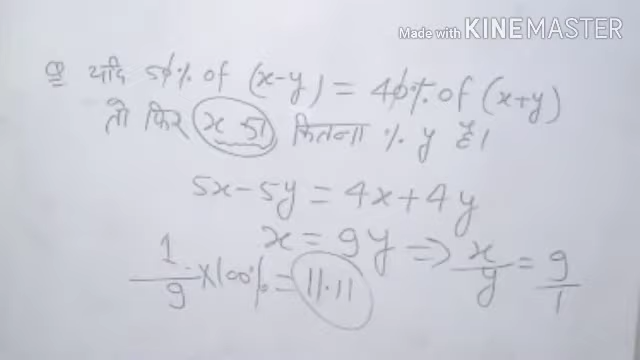 Made with KINEMASTER
Q यदि 50% of (x-y) = 40% of (x+y)
तो फिर x का कितना % y है।
5x-5y = 4x+4y
x = 9y ⇒ x/y = 9/1
1/9 ×100% = 11.11